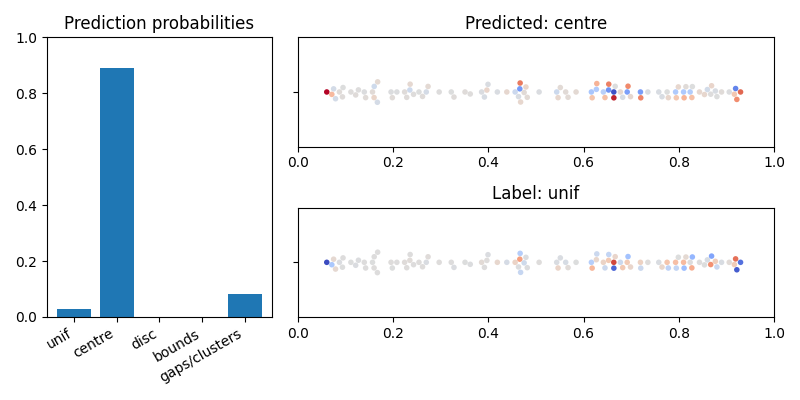 Prediction probabilities
1.0
0.8
0.6
0.4
0.2
0.0
unif
centre
disc
bounds
gaps/clusters
Predicted: centre
0.0 0.2 0.4 0.6 0.8 1.0
Label: unif
0.0 0.2 0.4 0.6 0.8 1.0